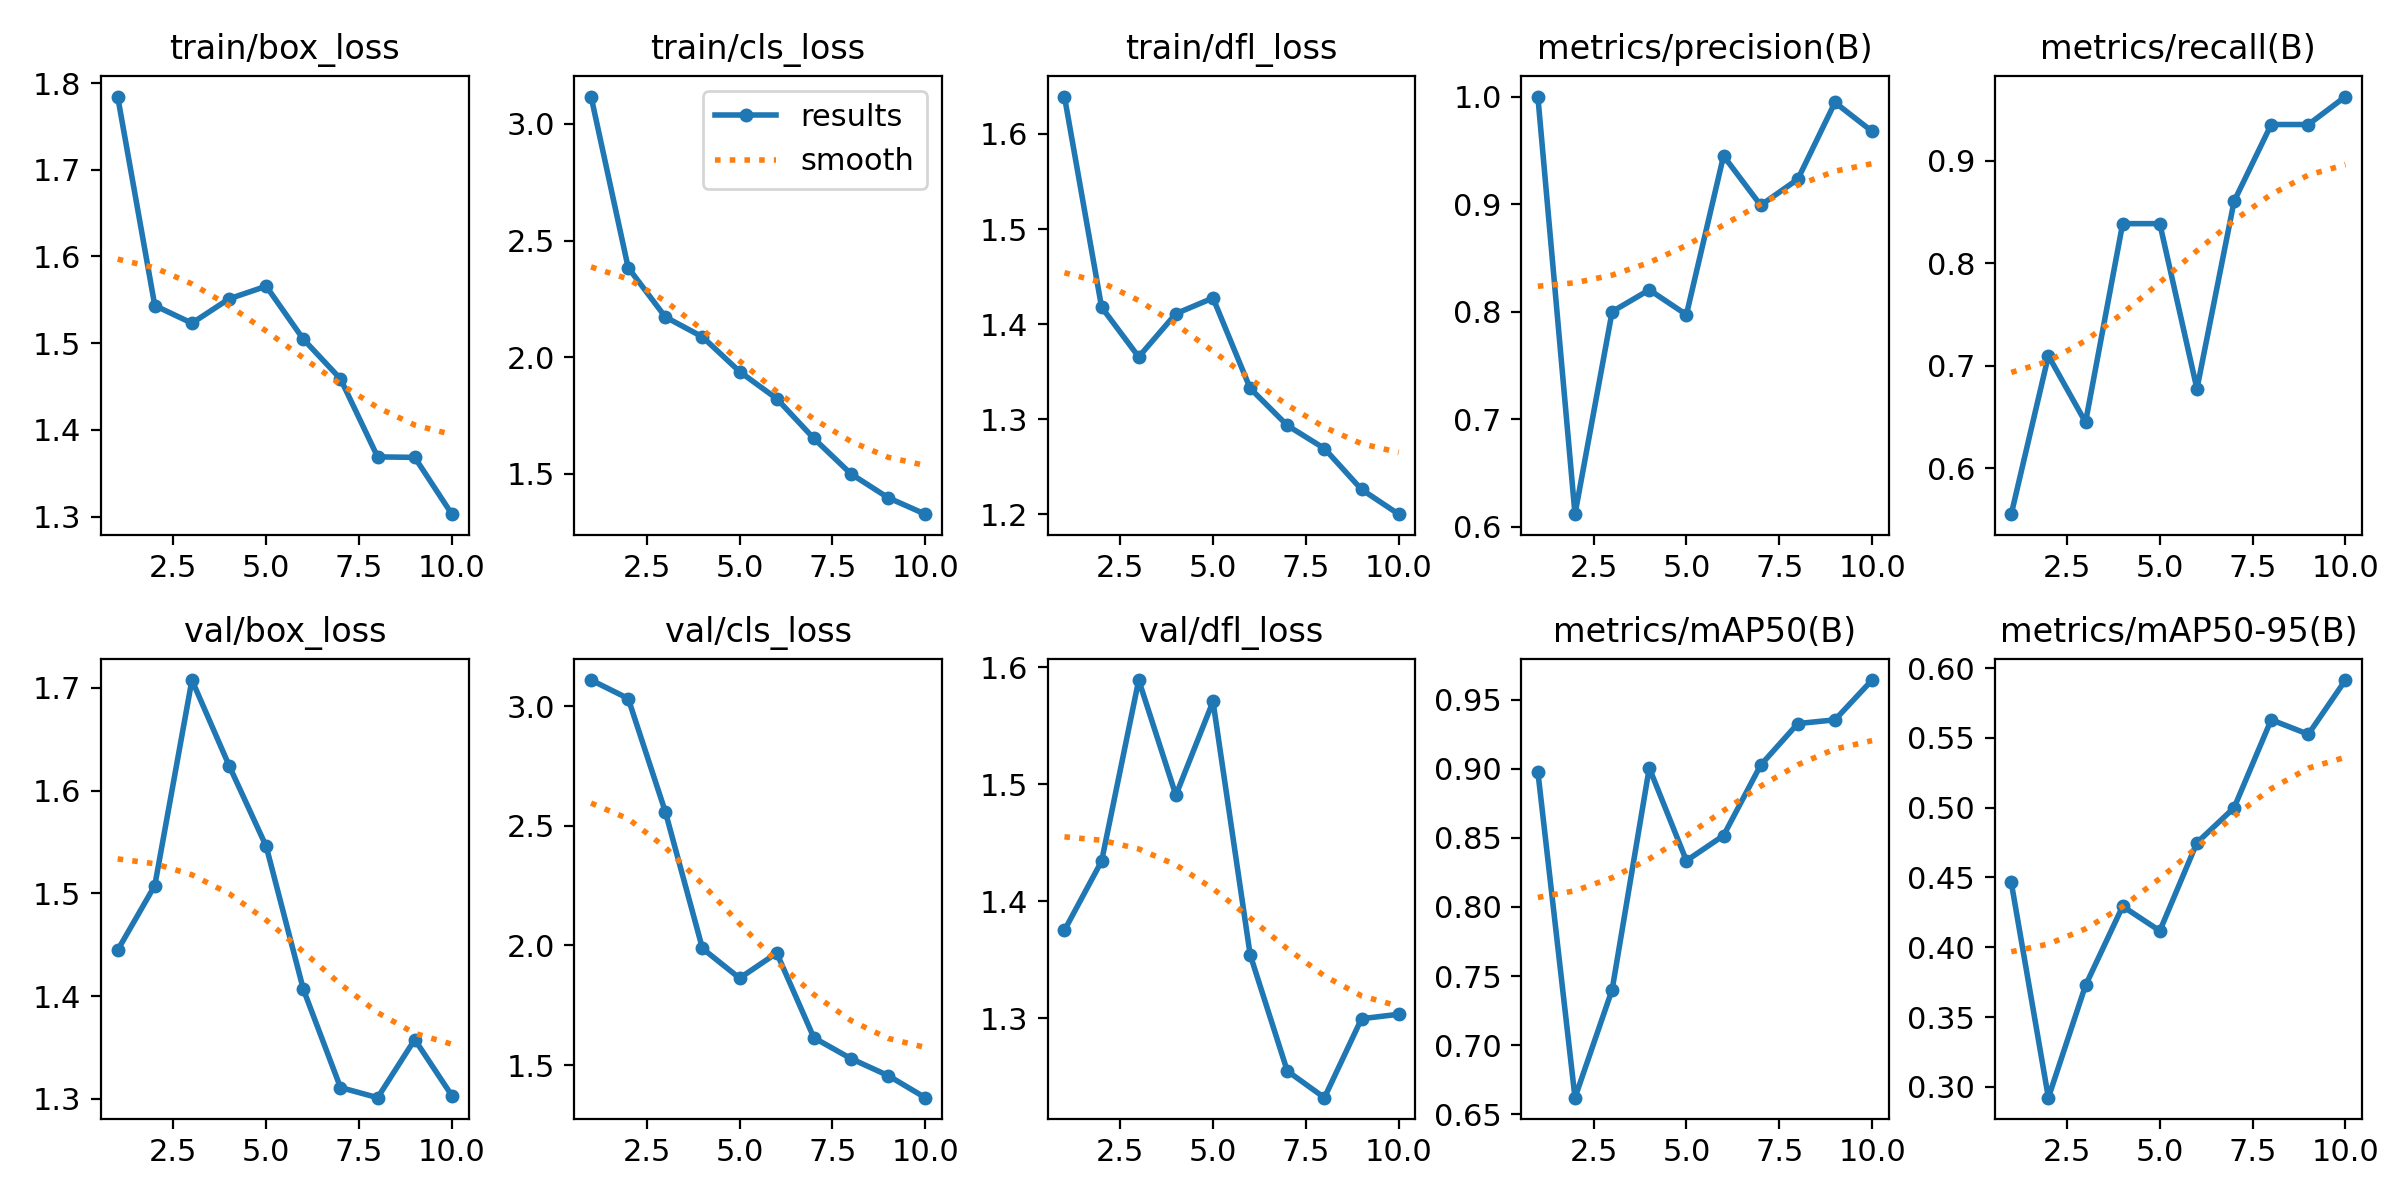 train/box_loss
1.8
1.7
1.6
1.5
1.4
1.3
2.5 5.0 7.5 10.0
train/cls_loss
results
smooth
3.0
2.5
2.0
1.5
2.5 5.0 7.5 10.0
train/dfl_loss
1.6
1.5
1.4
1.3
1.2
2.5 5.0 7.5 10.0
metrics/precision(B)
1.0
0.9
0.8
0.7
0.6
2.5 5.0 7.5 10.0
metrics/recall(B)
0.9
0.8
0.7
0.6
2.5 5.0 7.5 10.0
val/box_loss
1.7
1.6
1.5
1.4
1.3
2.5 5.0 7.5 10.0
val/cls_loss
3.0
2.5
2.0
1.5
2.5 5.0 7.5 10.0
val/dfl_loss
1.6
1.5
1.4
1.3
2.5 5.0 7.5 10.0
metrics/mAP50(B)
0.95
0.90
0.85
0.80
0.75
0.70
0.65
2.5 5.0 7.5 10.0
metrics/mAP50-95(B)
0.60
0.55
0.50
0.45
0.40
0.35
0.30
2.5 5.0 7.5 10.0